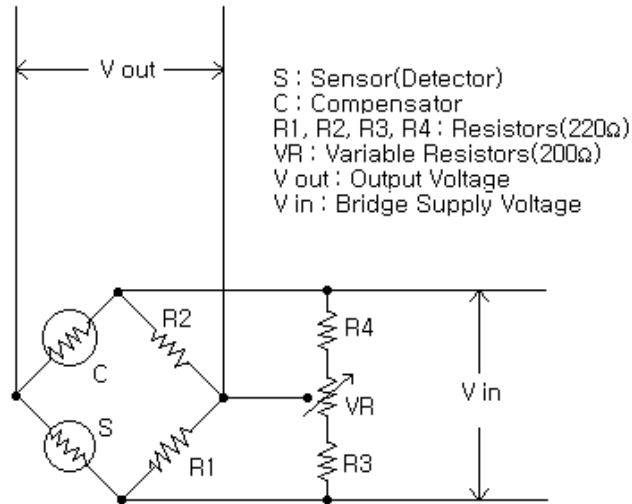 V out
S : Sensor(Detector)
C : Compensator
R1, R2, R3, R4 : Resistors(220Ω)
VR : Variable Resistors(200Ω)
V out : Output Voltage
V in : Bridge Supply Voltage
R2
R4
C
VR
V in
S
R1
R3